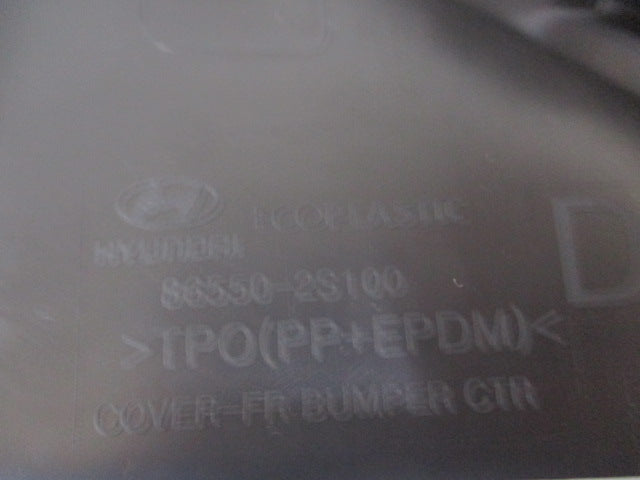 ECOPLASTIC
HYUNDAI
86550-2S100
D
>TPO(PP+EPDM)<
COVER-FR BUMPER CTR